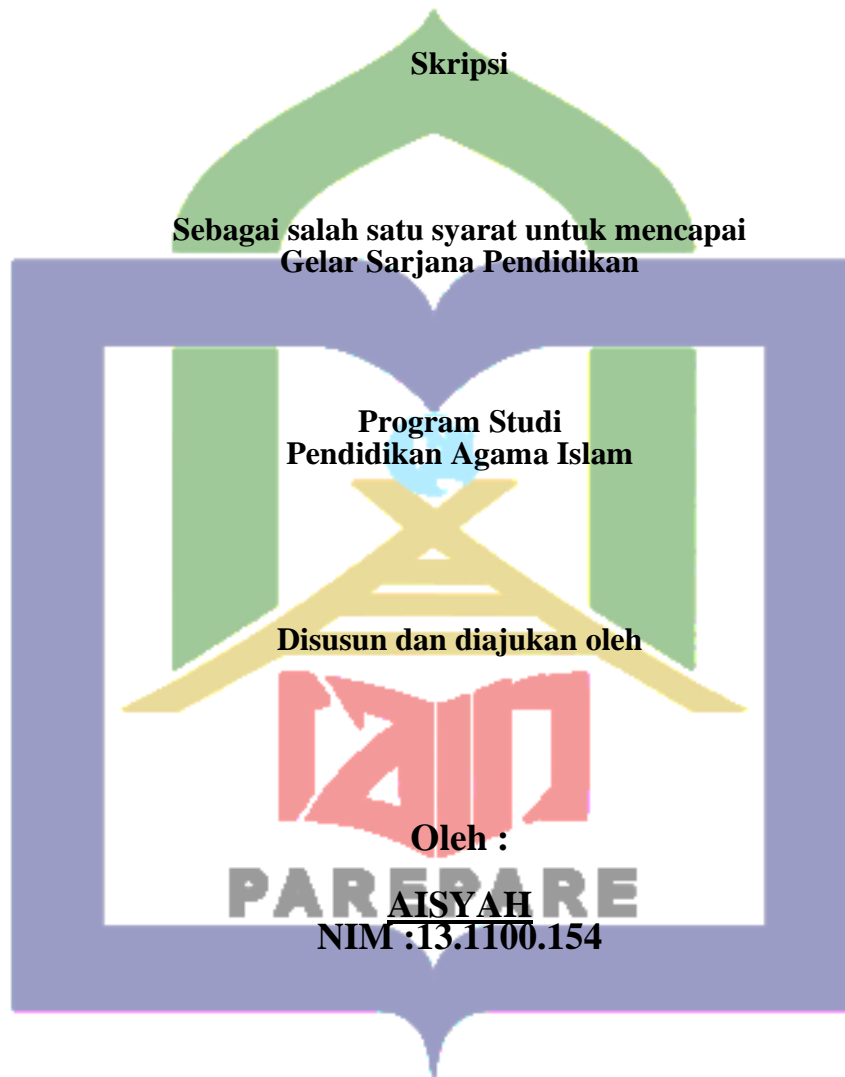 Skripsi
Sebagai salah satu syarat untuk mencapai
Gelar Sarjana Pendidikan
Program Studi
Pendidikan Agama Islam
Disusun dan diajukan oleh
iain
Oleh :
PAREPARE
AISYAH
NIM :13.1100.154